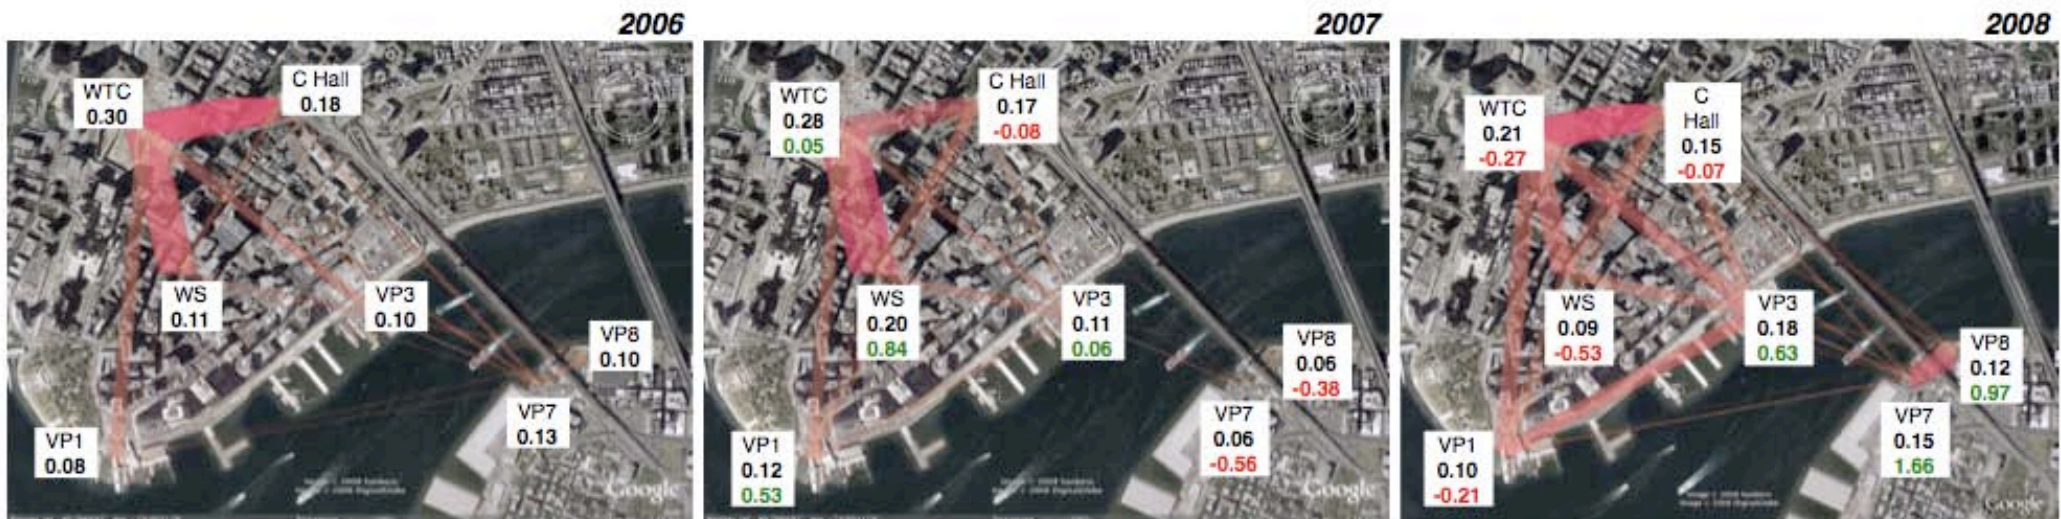 2006
WTC
0.30
C Hall
0.18
WS
0.11
VP3
0.10
VP8
0.10
VP7
0.13
VP1
0.08
Google
2007
WTC
0.28
0.05
C Hall
0.17
-0.08
WS
0.20
0.84
VP3
0.11
0.06
VP8
0.06
-0.38
VP7
0.06
-0.56
VP1
0.12
0.53
Google
2008
WTC
0.21
-0.27
C
Hall
0.15
-0.07
WS
0.09
-0.53
VP3
0.18
0.63
VP8
0.12
0.97
VP7
0.15
1.66
VP1
0.10
-0.21
Google